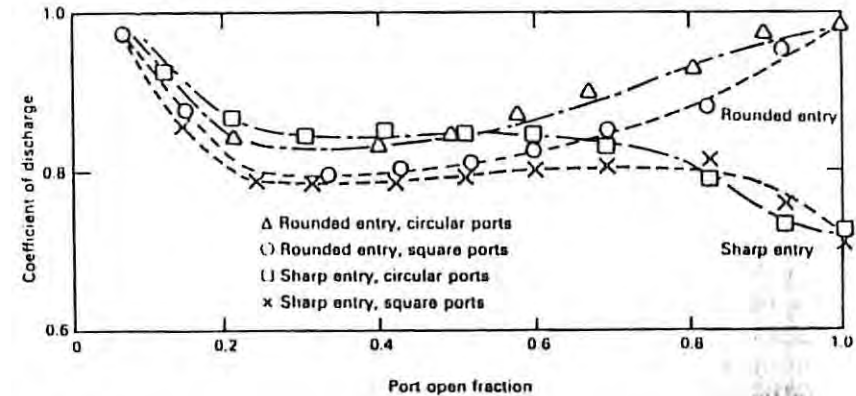 1.0
0.8
0.6
Coefficient of discharge
Rounded entry
Sharp entry
△ Rounded entry, circular ports
○ Rounded entry, square ports
□ Sharp entry, circular ports
× Sharp entry, square ports
0 0.2 0.4 0.6 0.8 1.0
Port open fraction